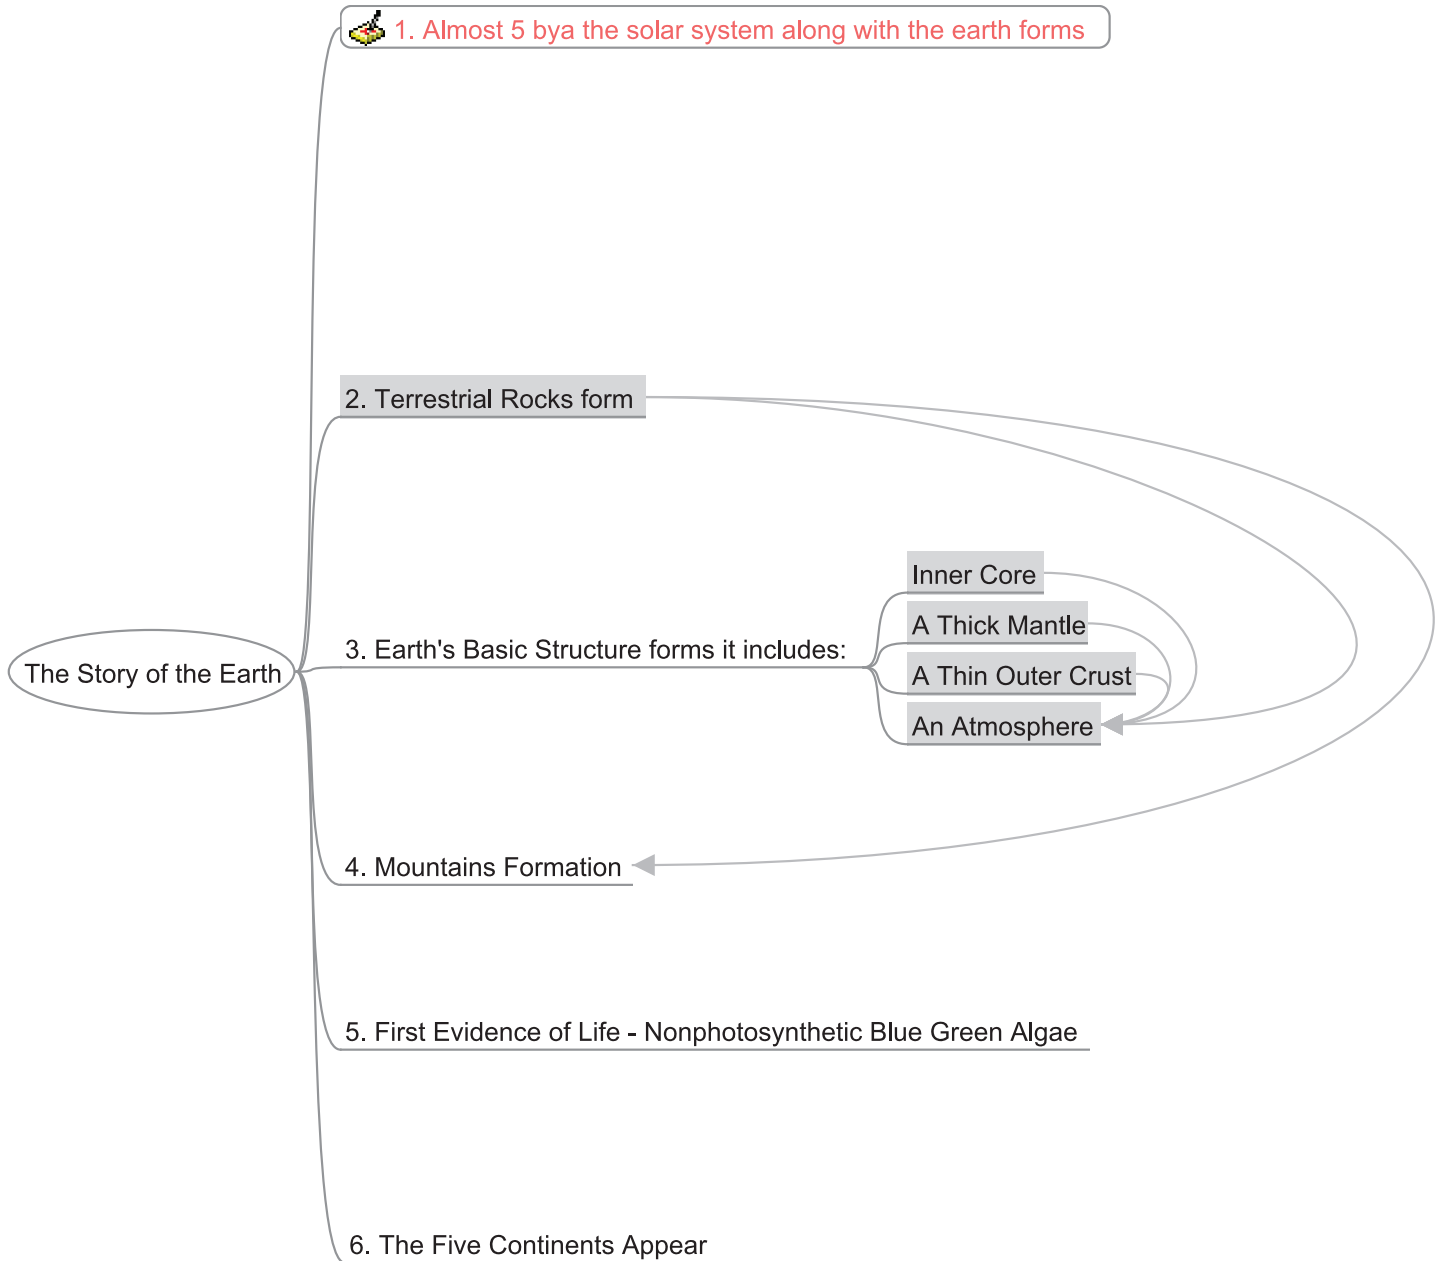 1. Almost 5 bya the solar system along with the earth forms
2. Terrestrial Rocks form
Inner Core
A Thick Mantle
3. Earth's Basic Structure forms it includes:
The Story of the Earth
A Thin Outer Crust
An Atmosphere
4. Mountains Formation
5. First Evidence of Life - Nonphotosynthetic Blue Green Algae
6. The Five Continents Appear